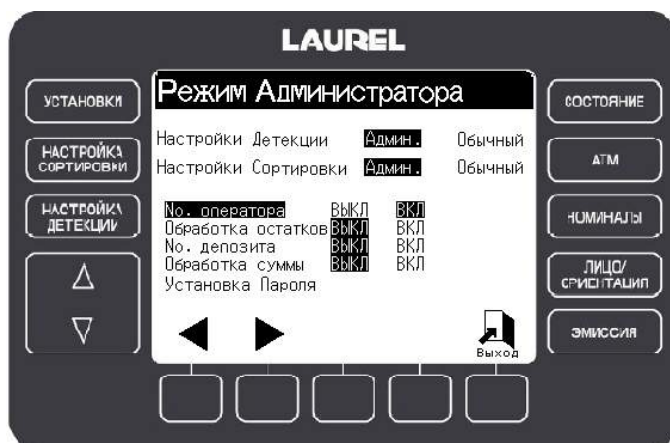 LAUREL
УСТАНОВКИ
НАСТРОЙКА
СОРТИРОВКИ
НАСТРОЙКА
ДЕТЕКЦИИ
Режим Администратора
Настройки Детекции Админ. Обычный
Настройки Сортировки Админ. Обычный
No. оператора ВЫКЛ ВКЛ
Обработка остатков ВЫКЛ ВКЛ
No. депозита ВЫКЛ ВКЛ
Обработка суммы ВЫКЛ ВКЛ
Установка Пароля
Выход
СОСТОЯНИЕ
ATM
НОМИНАЛЫ
ЛИЦО/
ОРИЕНТАЦИЯ
ЭМИССИЯ